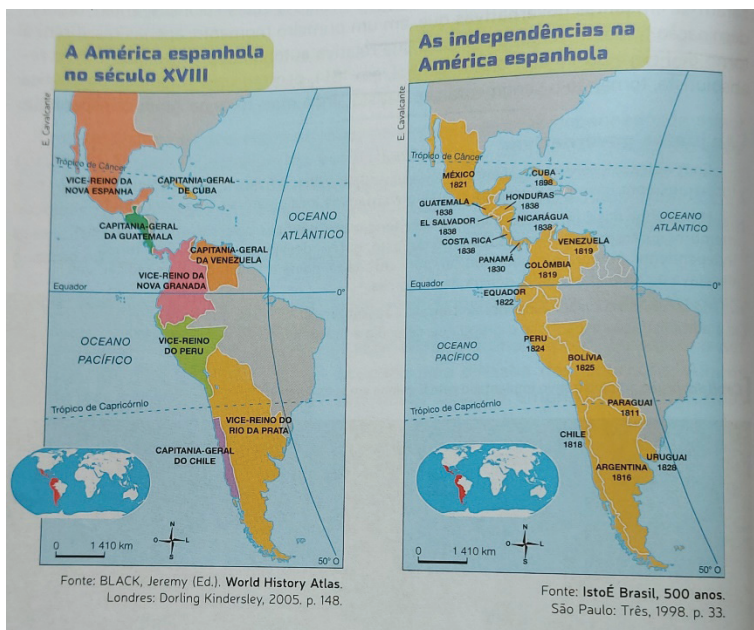 A América espanhola
no século XVIII
E. Cavalcante
Trópico de Câncer
VICE-REINO DA
NOVA ESPANHA
CAPITANIA-GERAL
DE CUBA
CAPITANIA-GERAL
DA GUATEMALA
OCEANO
ATLÂNTICO
CAPITANIA-GERAL
DA VENEZUELA
VICE-REINO DA
NOVA GRANADA
Equador
0°
OCEANO
PACÍFICO
VICE-REINO
DO PERU
Trópico de Capricórnio
VICE-REINO DO
RIO DA PRATA
CAPITANIA-GERAL
DO CHILE
N
O
L
S
0
1 410 km
50° O
Fonte: BLACK, Jeremy (Ed.). World History Atlas.
Londres: Dorling Kindersley, 2005. p. 148.
As independências na
América espanhola
E. Cavalcante
Trópico de Câncer
MÉXICO
1821
CUBA
1898
GUATEMALA
1838
HONDURAS
1838
EL SALVADOR
1838
NICARÁGUA
1838
COSTA RICA
1838
PANAMÁ
1830
OCEANO
ATLÂNTICO
VENEZUELA
1819
COLÔMBIA
1819
Equador
0°
EQUADOR
1822
PERU
1824
OCEANO
PACÍFICO
BOLÍVIA
1825
Trópico de Capricórnio
PARAGUAI
1811
CHILE
1818
URUGUAI
1828
ARGENTINA
1816
N
O
L
S
0
1 410 km
50° O
Fonte: IstoÉ Brasil, 500 anos.
São Paulo: Três, 1998. p. 33.